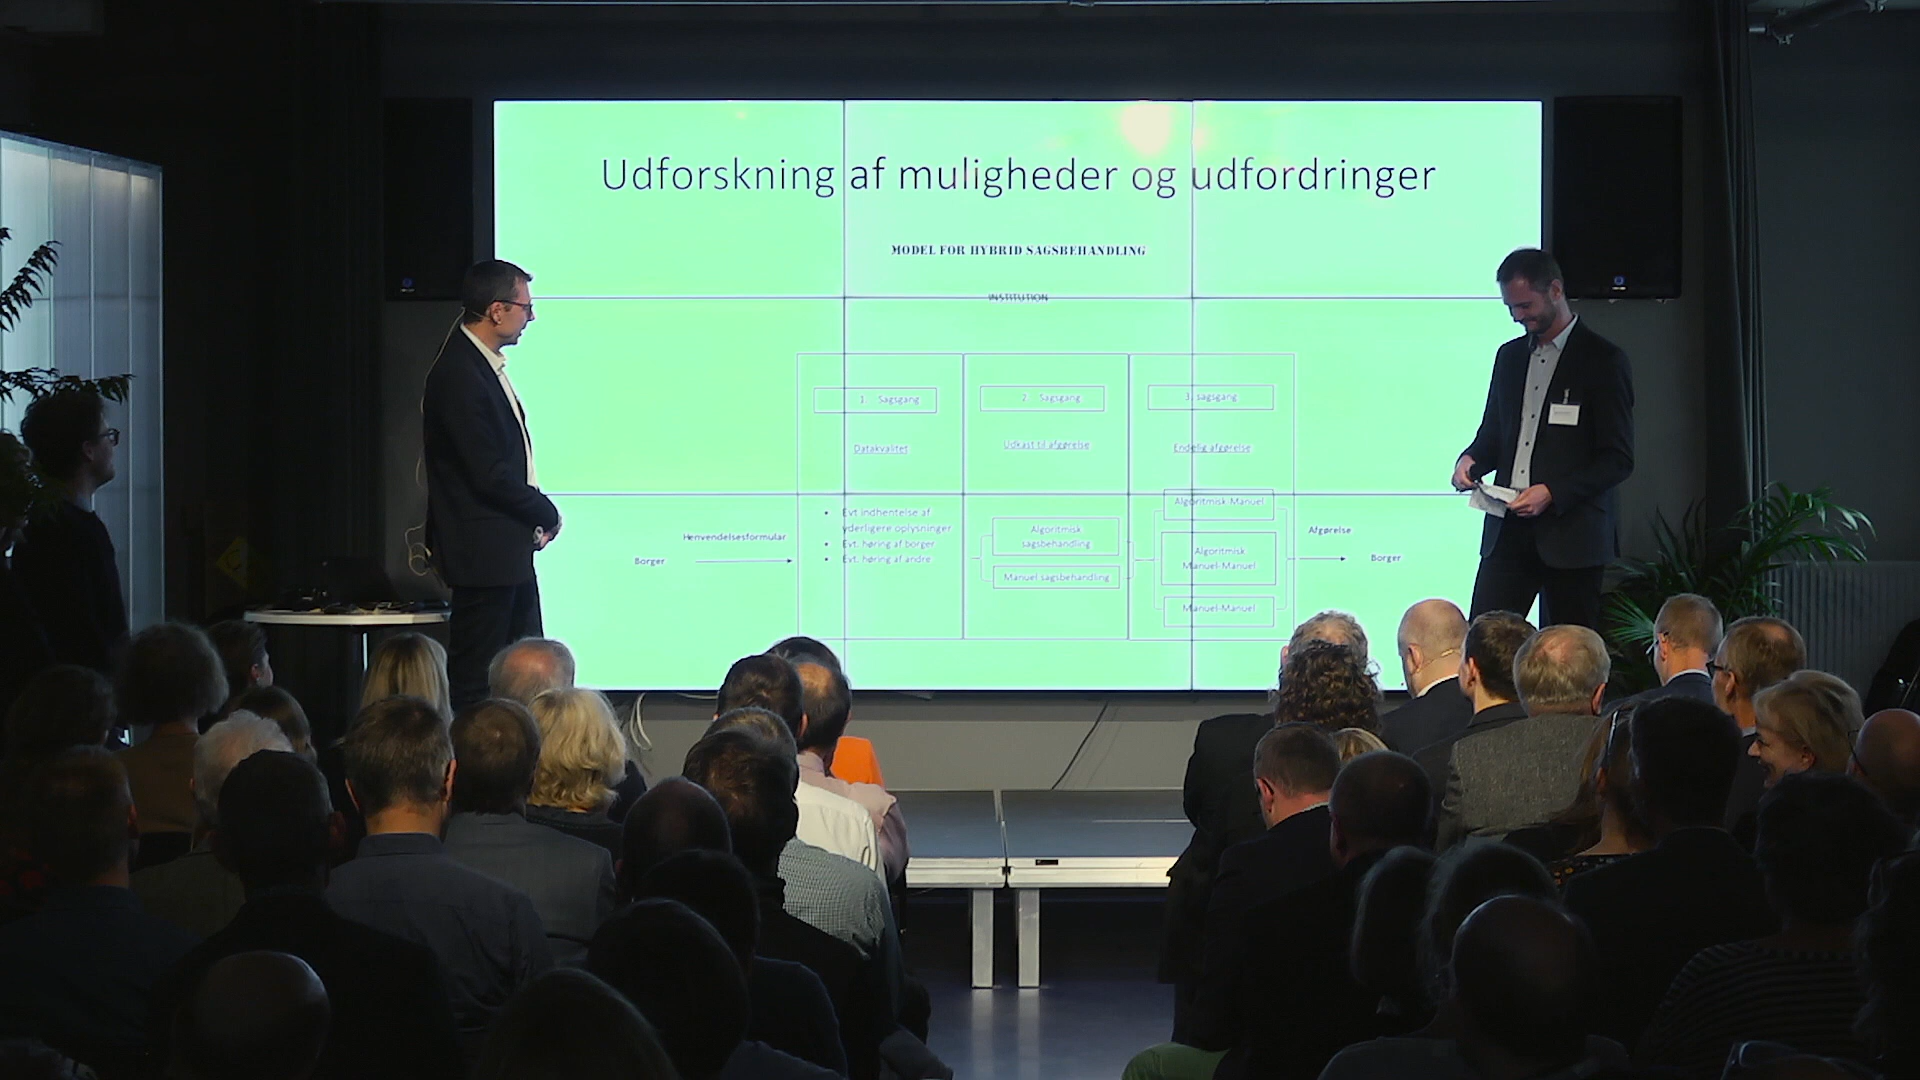 Udforskning af muligheder og udfordringer
MODEL FOR HYBRID SAGSBEHANDLING
INSTITUTION
1. Sagsgang
2. Sagsgang
3. sagsgang
Datakvalitet
Udkast til afgørelse
Endelig afgørelse
Borger
Henvendelsesformular
• Evt indhentelse af
yderligere oplysninger
• Evt. høring af borger
• Evt. høring af andre
Algoritmisk
sagsbehandling
Manuel sagsbehandling
Algoritmisk-Manuel
Algoritmisk
Manuel-Manuel
Manuel-Manuel
Afgørelse
Borger